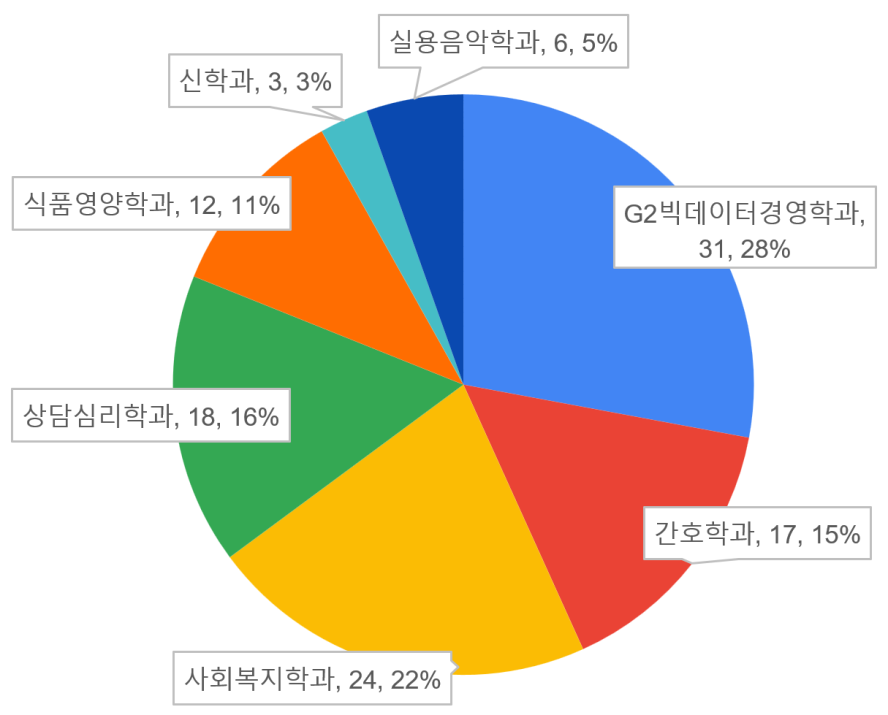 실용음악학과, 6, 5%
신학과, 3, 3%
식품영양학과, 12, 11%
G2빅데이터경영학과,
31, 28%
상담심리학과, 18, 16%
간호학과, 17, 15%
사회복지학과, 24, 22%